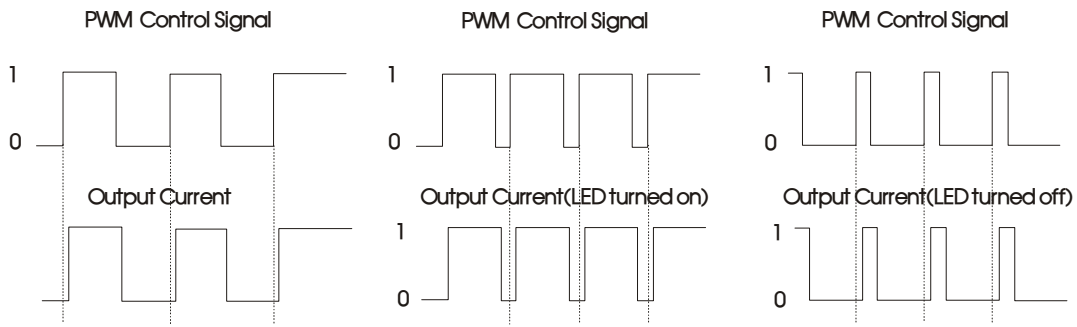 PWM Control Signal
1
0
Output Current
PWM Control Signal
1
0
Output Current(LED turned on)
1
0
PWM Control Signal
1
0
Output Current(LED turned off)
1
0